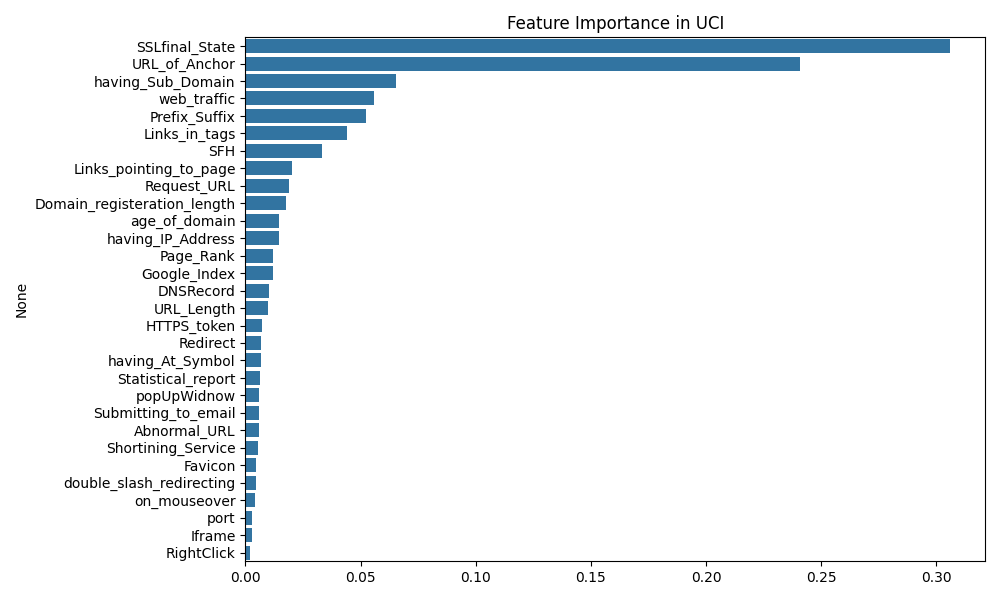 Feature Importance in UCI
SSLfinal_State
URL_of_Anchor
having_Sub_Domain
web_traffic
Prefix_Suffix
Links_in_tags
SFH
Links_pointing_to_page
Request_URL
Domain_registeration_length
age_of_domain
having_IP_Address
Page_Rank
Google_Index
DNSRecord
URL_Length
HTTPS_token
Redirect
having_At_Symbol
Statistical_report
popUpWidnow
Submitting_to_email
Abnormal_URL
Shortining_Service
Favicon
double_slash_redirecting
on_mouseover
port
Iframe
RightClick
None
0.00 0.05 0.10 0.15 0.20 0.25 0.30